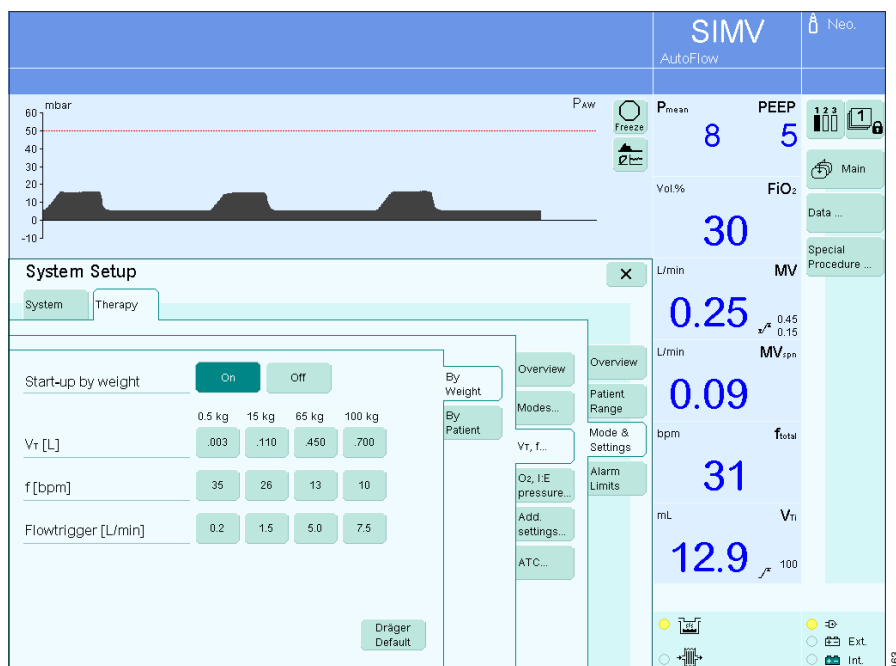 SIMV
AutoFlow
Neo.
mbar
PAW
60
50
40
30
20
10
0
-10
Freeze
Pmean PEEP
8 5
Vol.% FiO2
30
L/min MV
0.25
0.45
0.15
L/min MVspn
0.09
bpm ftotal
31
mL VTi
12.9
100
1 2 3
1
Main
Data ...
Special
Procedure ...
System Setup
System
Therapy
Start-up by weight
On
Off
0.5 kg 15 kg 65 kg 100 kg
VT [L] .003 .110 .450 .700
f [bpm] 35 26 13 10
Flowtrigger [L/min] 0.2 1.5 5.0 7.5
Dräger
Default
By
Weight
By
Patient
Overview
Modes...
VT, f...
O2, I:E
pressure...
Add.
settings...
ATC...
Overview
Patient
Range
Mode &
Settings
Alarm
Limits
Ext.
Int.